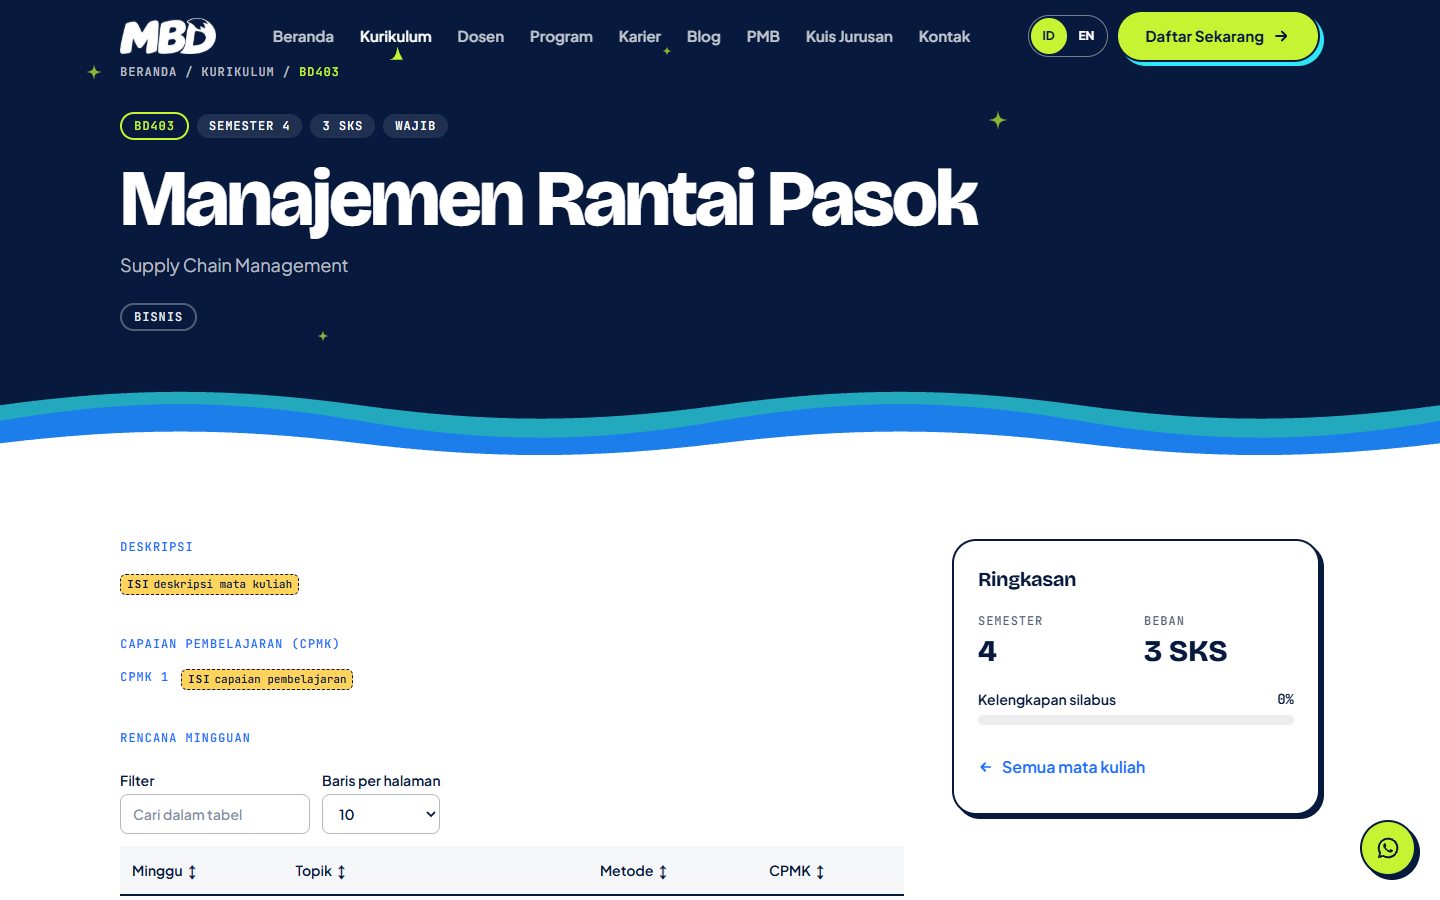 MBD
Beranda Kurikulum Dosen Program Karier Blog PMB Kuis Jurusan Kontak
ID EN
Daftar Sekarang →
BERANDA / KURIKULUM / BD403
BD403 SEMESTER 4 3 SKS WAJIB
Manajemen Rantai Pasok
Supply Chain Management
BISNIS
DESKRIPSI
ISI deskripsi mata kuliah
CAPAIAN PEMBELAJARAN (CPMK)
CPMK 1 ISI capaian pembelajaran
RENCANA MINGGUAN
Filter Baris per halaman
Cari dalam tabel 10
Minggu ↕ Topik ↕ Metode ↕ CPMK ↕
Ringkasan
SEMESTER BEBAN
4 3 SKS
Kelengkapan silabus 0%
← Semua mata kuliah